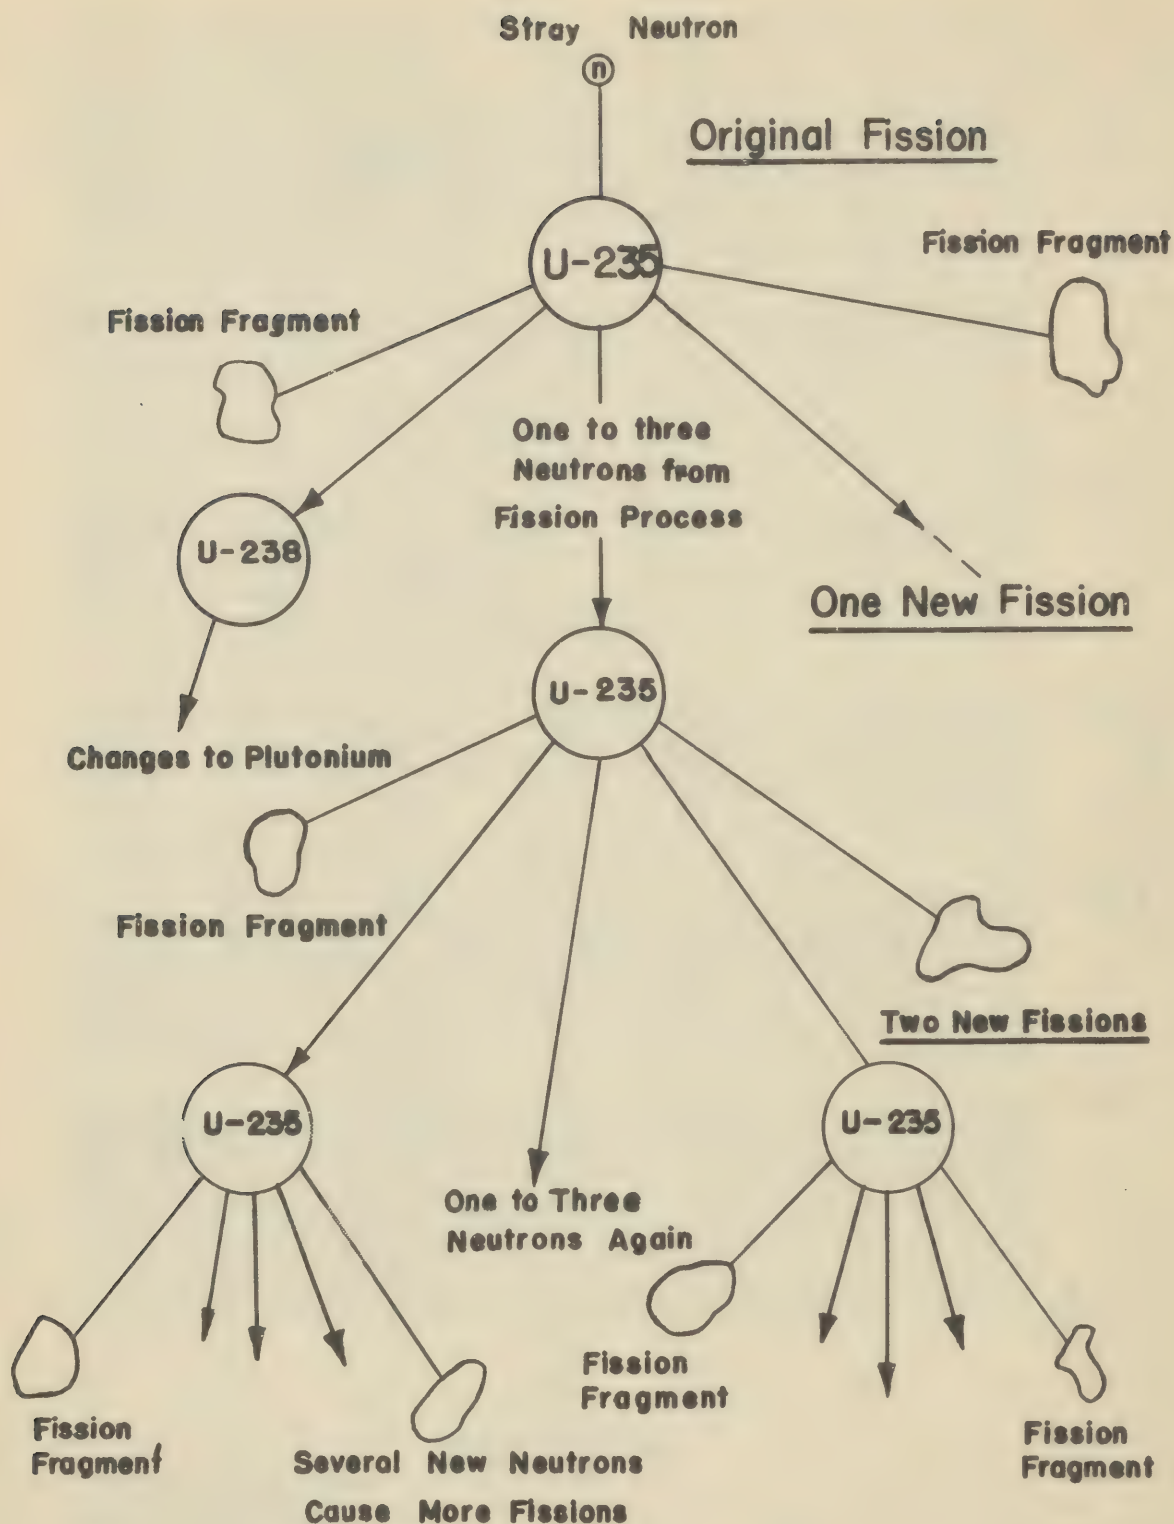 Stray Neutron
n
Original Fission
U-235
Fission Fragment
Fission Fragment
One to three
Neutrons from
Fission Process
U-238
One New Fission
U-235
Changes to Plutonium
Fission Fragment
Two New Fissions
U-235
U-235
One to Three
Neutrons Again
Fission
Fragment
Fission
Fragment
Fission
Fragment
Several New Neutrons
Cause More Fissions